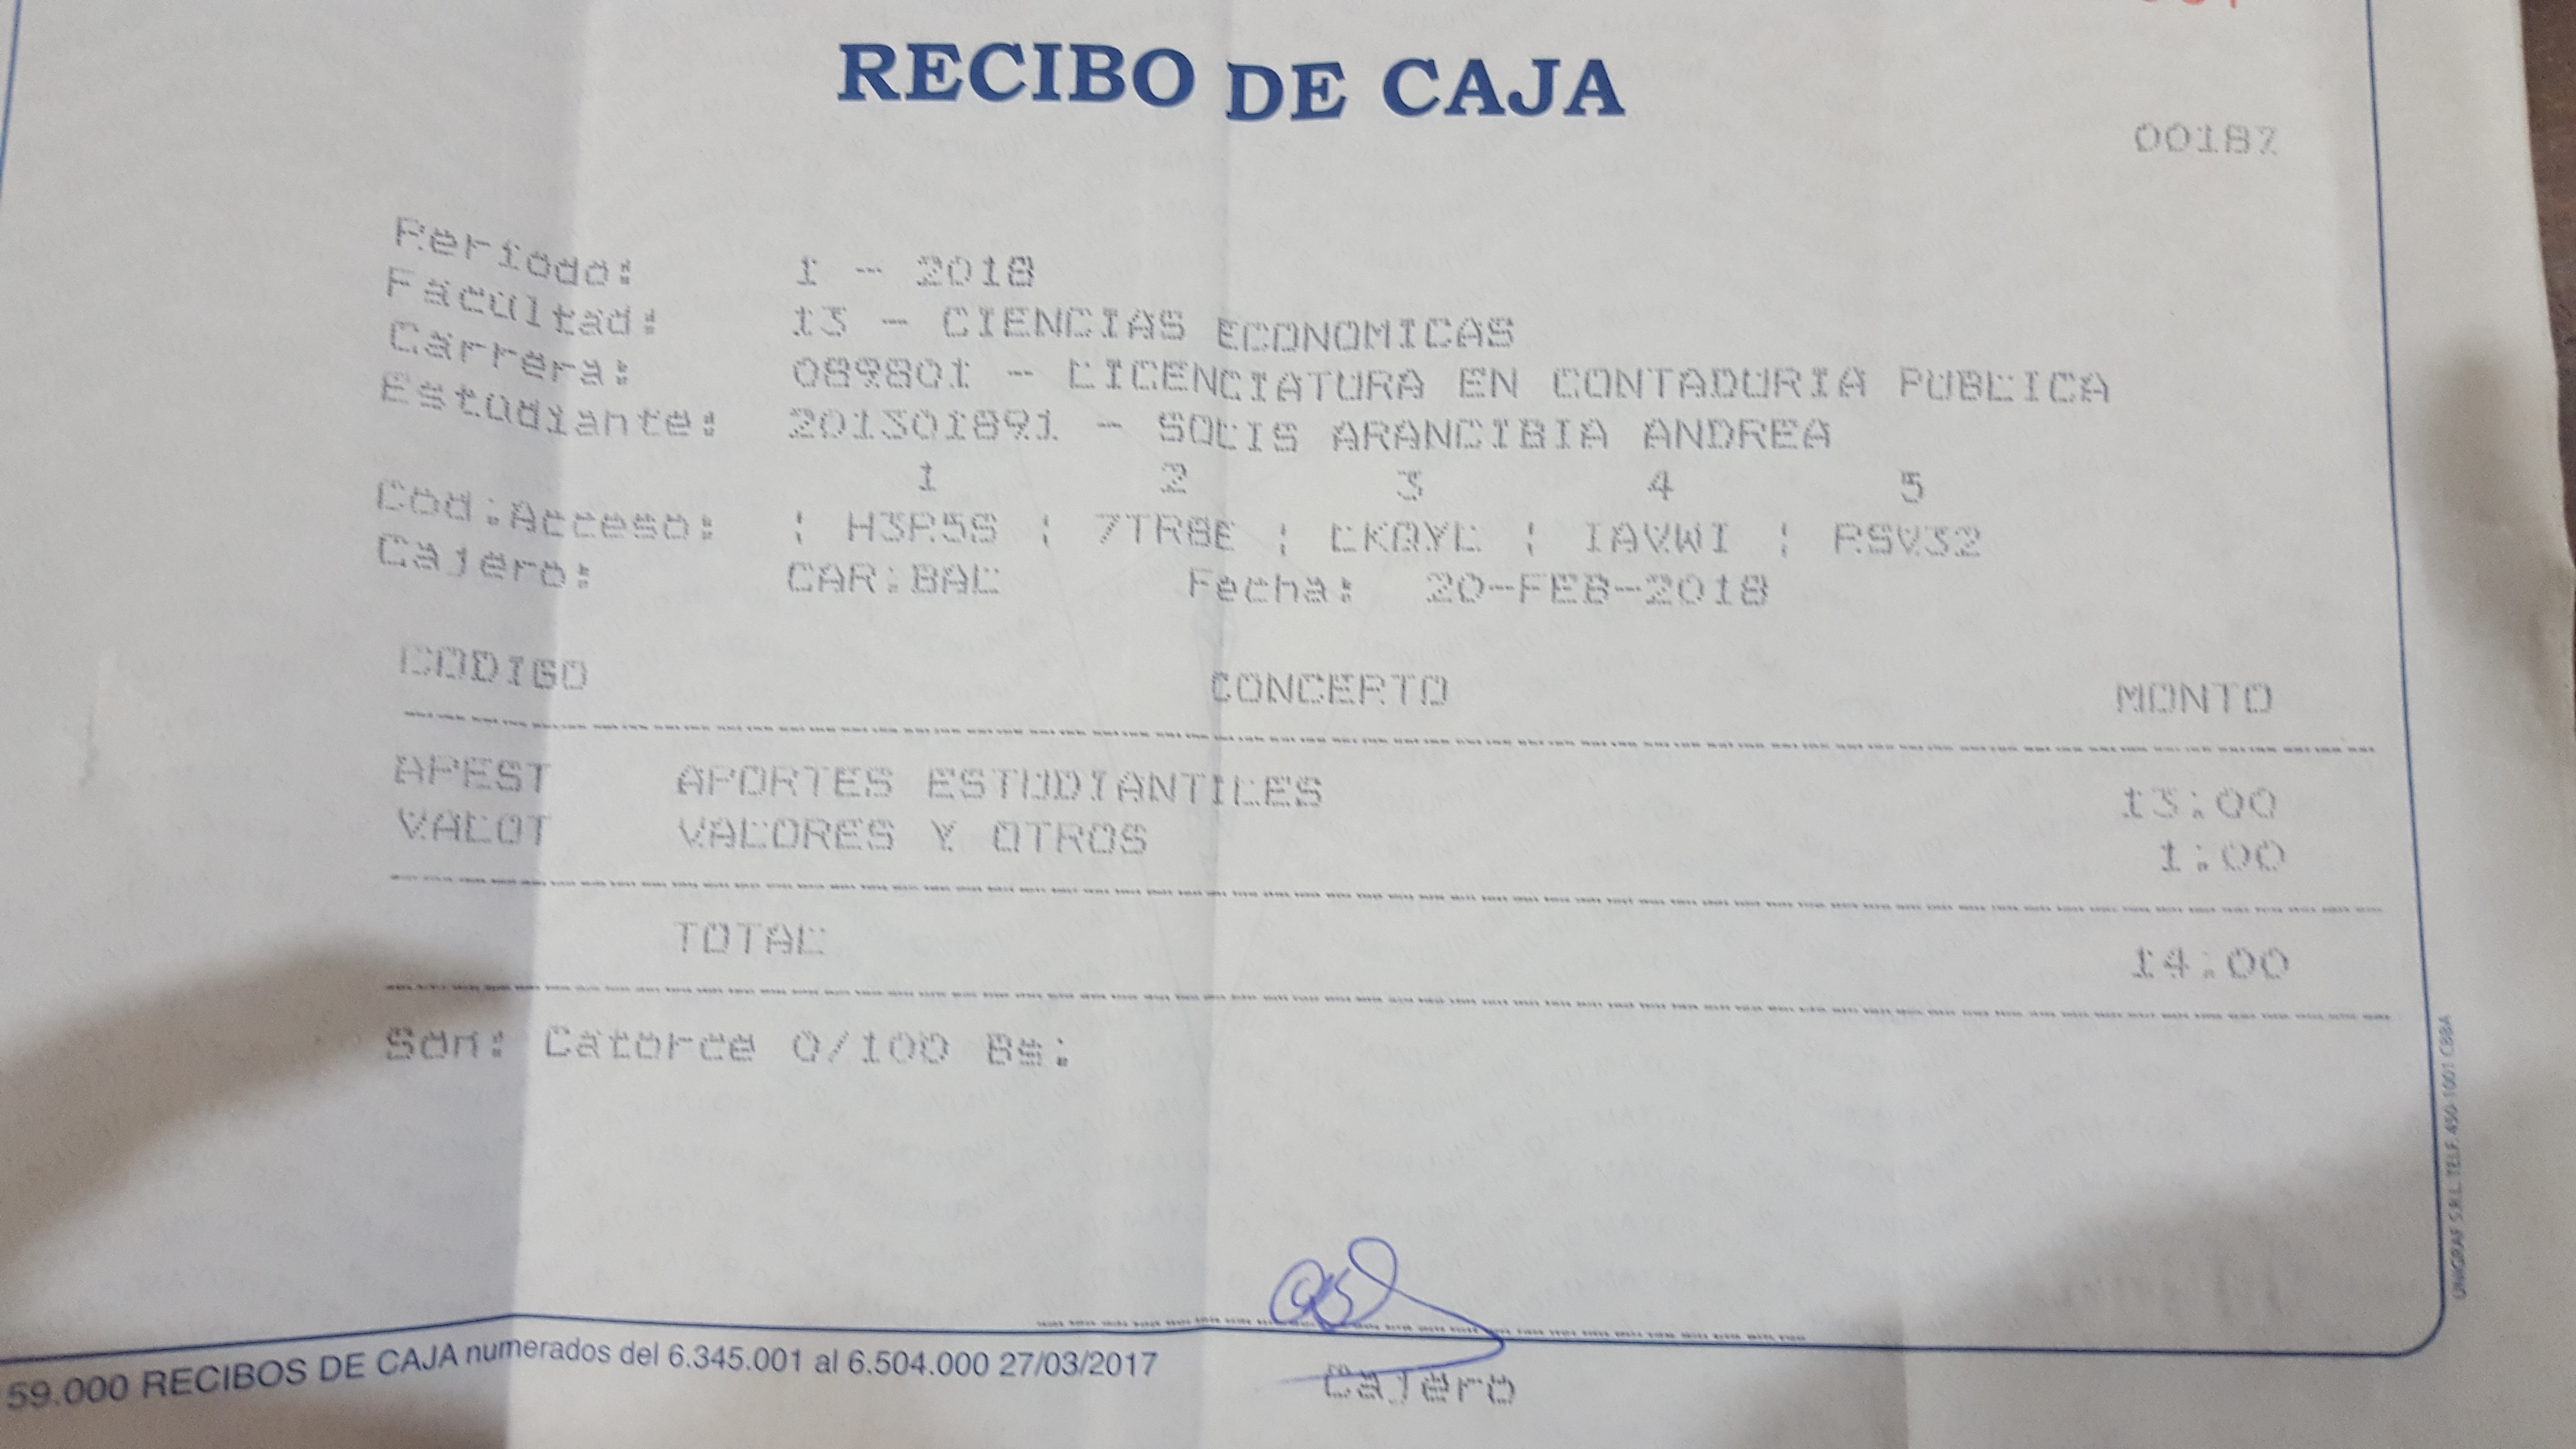 RECIBO DE CAJA
00187
Periodo: 1 - 2018
Facultad: 13 - CIENCIAS ECONOMICAS
Carrera: 089801 - LICENCIATURA EN CONTADURIA PUBLICA
Estudiante: 201301891 - SOLIS ARANCIBIA ANDREA
1 2 3 4 5
Cod.Acceso: | H3R5S | 7TR8E | LKQYL | IAVWI | RSV32
Cajero: CAR.BAC Fecha: 20-FEB-2018
CODIGO CONCEPTO MONTO
APEST APORTES ESTUDIANTILES 13.00
VALOT VALORES Y OTROS 1.00
TOTAL 14.00
Son: Catorce 0/100 Bs.
Cajero
59.000 RECIBOS DE CAJA numerados del 6.345.001 al 6.504.000 27/03/2017
UNIGRAF S.R.L. TELF. 450-1001 CBBA